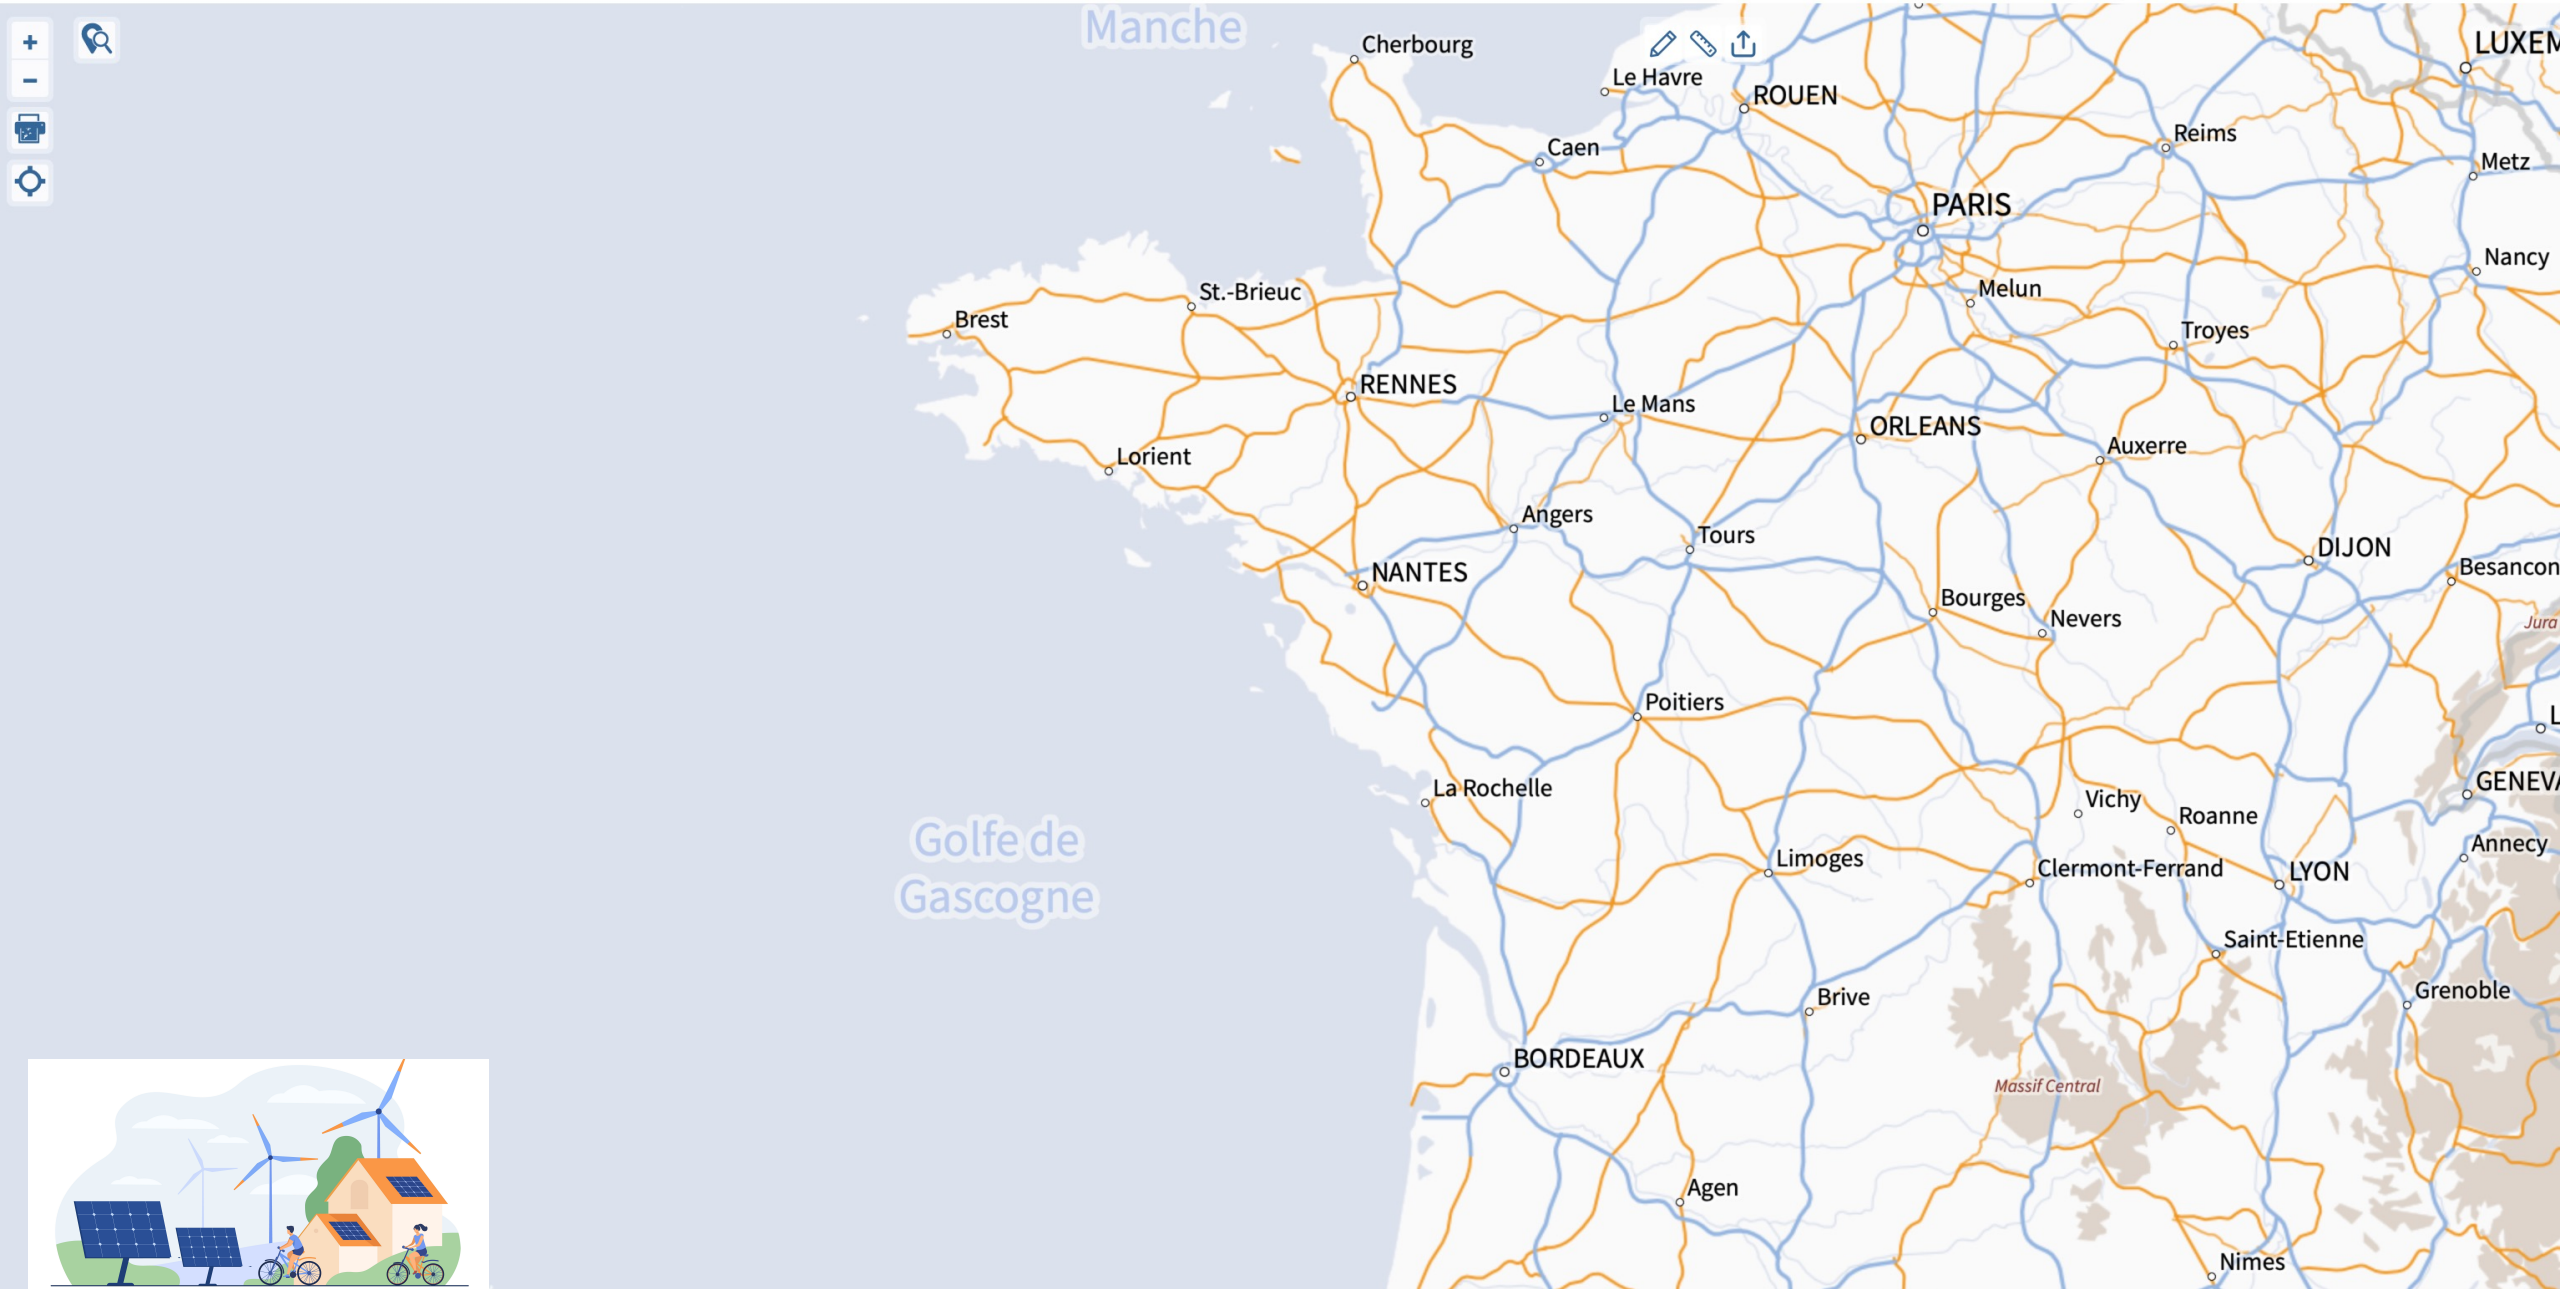 Manche
Cherbourg
LUXEM
Le Havre
ROUEN
Reims
Caen
Metz
PARIS
Nancy
Melun
St.-Brieuc
Brest
Troyes
RENNES
Le Mans
ORLEANS
Auxerre
Lorient
Angers
Tours
DIJON
Besancon
NANTES
Bourges
Nevers
Jura
Poitiers
L
GENEVA
La Rochelle
Vichy
Roanne
Golfe de
Gascogne
Annecy
Limoges
Clermont-Ferrand
LYON
Saint-Etienne
Grenoble
Brive
BORDEAUX
Massif Central
Agen
Nimes